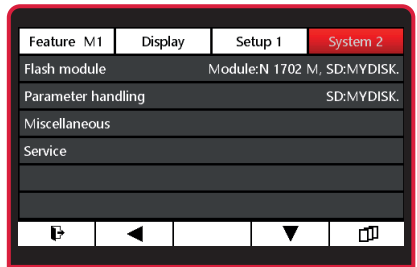 Feature M1 Display Setup 1 System 2
Flash module Module:N 1702 M, SD:MYDISK.
Parameter handling SD:MYDISK.
Miscellaneous
Service